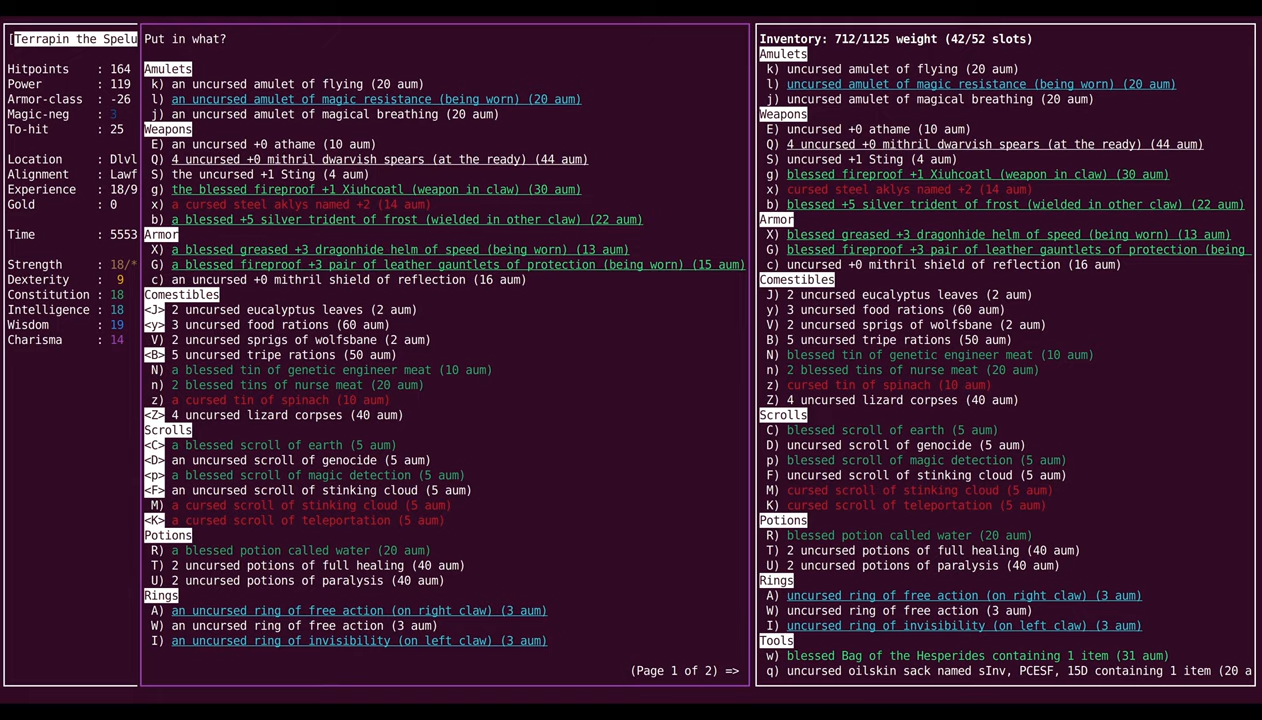 [Terrapin the Spelu
Hitpoints : 164
Power : 119
Armor-class : -26
Magic-neg : 3
To-hit : 25
Location : Dlvl
Alignment : Lawf
Experience : 18/9
Gold : 0
Time : 5553
Strength : 18/*
Dexterity : 9
Constitution : 18
Intelligence : 18
Wisdom : 19
Charisma : 14
Put in what?
Amulets
k) an uncursed amulet of flying (20 aum)
l) an uncursed amulet of magic resistance (being worn) (20 aum)
j) an uncursed amulet of magical breathing (20 aum)
Weapons
E) an uncursed +0 athame (10 aum)
Q) 4 uncursed +0 mithril dwarvish spears (at the ready) (44 aum)
S) the uncursed +1 Sting (4 aum)
g) the blessed fireproof +1 Xiuhcoatl (weapon in claw) (30 aum)
x) a cursed steel aklys named +2 (14 aum)
b) a blessed +5 silver trident of frost (wielded in other claw) (22 aum)
Armor
X) a blessed greased +3 dragonhide helm of speed (being worn) (13 aum)
G) a blessed fireproof +3 pair of leather gauntlets of protection (being worn) (15 aum)
c) an uncursed +0 mithril shield of reflection (16 aum)
Comestibles
<J> 2 uncursed eucalyptus leaves (2 aum)
<y> 3 uncursed food rations (60 aum)
V) 2 uncursed sprigs of wolfsbane (2 aum)
<B> 5 uncursed tripe rations (50 aum)
N) a blessed tin of genetic engineer meat (10 aum)
n) 2 blessed tins of nurse meat (20 aum)
z) a cursed tin of spinach (10 aum)
<Z> 4 uncursed lizard corpses (40 aum)
Scrolls
<C> a blessed scroll of earth (5 aum)
<D> an uncursed scroll of genocide (5 aum)
<p> a blessed scroll of magic detection (5 aum)
<F> an uncursed scroll of stinking cloud (5 aum)
M) a cursed scroll of stinking cloud (5 aum)
<K> a cursed scroll of teleportation (5 aum)
Potions
R) a blessed potion called water (20 aum)
T) 2 uncursed potions of full healing (40 aum)
U) 2 uncursed potions of paralysis (40 aum)
Rings
A) an uncursed ring of free action (on right claw) (3 aum)
W) an uncursed ring of free action (3 aum)
I) an uncursed ring of invisibility (on left claw) (3 aum)
(Page 1 of 2) =>
Inventory: 712/1125 weight (42/52 slots)
Amulets
k) uncursed amulet of flying (20 aum)
l) uncursed amulet of magic resistance (being worn) (20 aum)
j) uncursed amulet of magical breathing (20 aum)
Weapons
E) uncursed +0 athame (10 aum)
Q) 4 uncursed +0 mithril dwarvish spears (at the ready) (44 aum)
S) uncursed +1 Sting (4 aum)
g) blessed fireproof +1 Xiuhcoatl (weapon in claw) (30 aum)
x) cursed steel aklys named +2 (14 aum)
b) blessed +5 silver trident of frost (wielded in other claw) (22 aum)
Armor
X) blessed greased +3 dragonhide helm of speed (being worn) (13 aum)
G) blessed fireproof +3 pair of leather gauntlets of protection (being
c) uncursed +0 mithril shield of reflection (16 aum)
Comestibles
J) 2 uncursed eucalyptus leaves (2 aum)
y) 3 uncursed food rations (60 aum)
V) 2 uncursed sprigs of wolfsbane (2 aum)
B) 5 uncursed tripe rations (50 aum)
N) blessed tin of genetic engineer meat (10 aum)
n) 2 blessed tins of nurse meat (20 aum)
z) cursed tin of spinach (10 aum)
Z) 4 uncursed lizard corpses (40 aum)
Scrolls
C) blessed scroll of earth (5 aum)
D) uncursed scroll of genocide (5 aum)
p) blessed scroll of magic detection (5 aum)
F) uncursed scroll of stinking cloud (5 aum)
M) cursed scroll of stinking cloud (5 aum)
K) cursed scroll of teleportation (5 aum)
Potions
R) blessed potion called water (20 aum)
T) 2 uncursed potions of full healing (40 aum)
U) 2 uncursed potions of paralysis (40 aum)
Rings
A) uncursed ring of free action (on right claw) (3 aum)
W) uncursed ring of free action (3 aum)
I) uncursed ring of invisibility (on left claw) (3 aum)
Tools
w) blessed Bag of the Hesperides containing 1 item (31 aum)
q) uncursed oilskin sack named sInv, PCESF, 15D containing 1 item (20 a